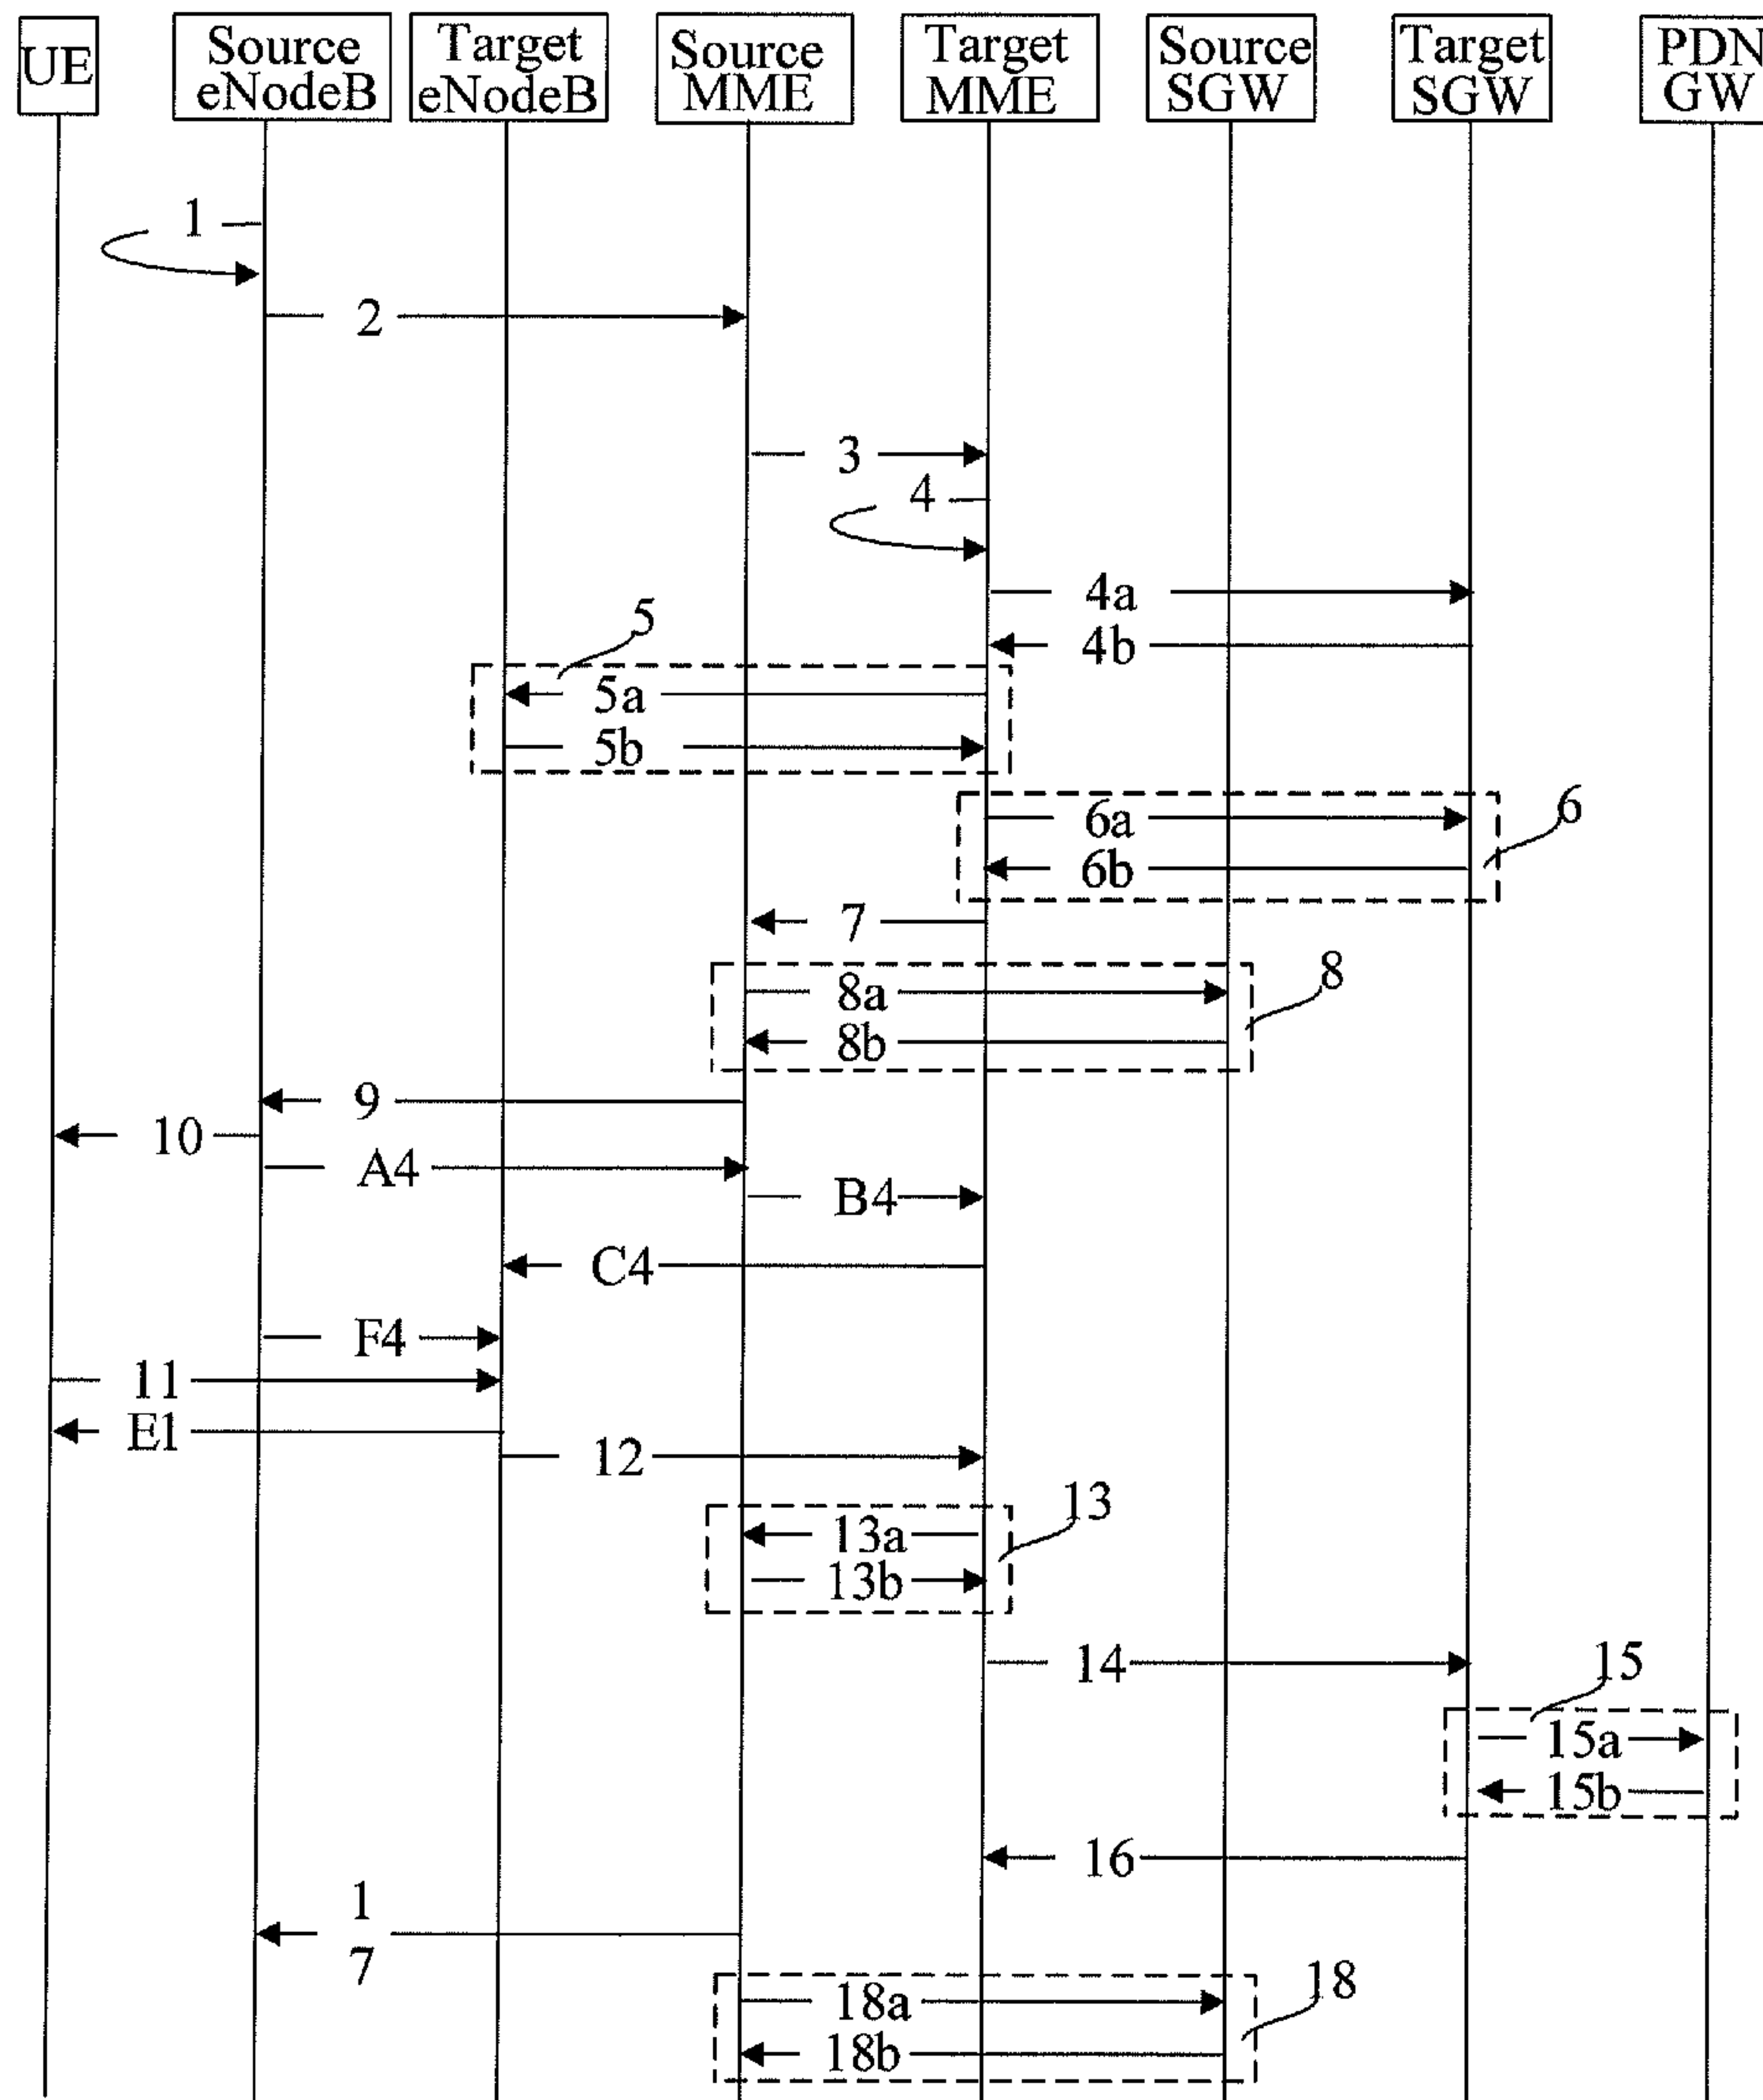 UE
Source
eNodeB
Target
eNodeB
Source
MME
Target
MME
Source
SGW
Target
SGW
PDN
GW
1
2
3
4
4a
4b
5
5a
5b
6a
6
6b
7
8
8a
8b
9
10
A4
B4
C4
F4
11
E1
12
13
13a
13b
14
15
15a
15b
16
1
7
18
18a
18b